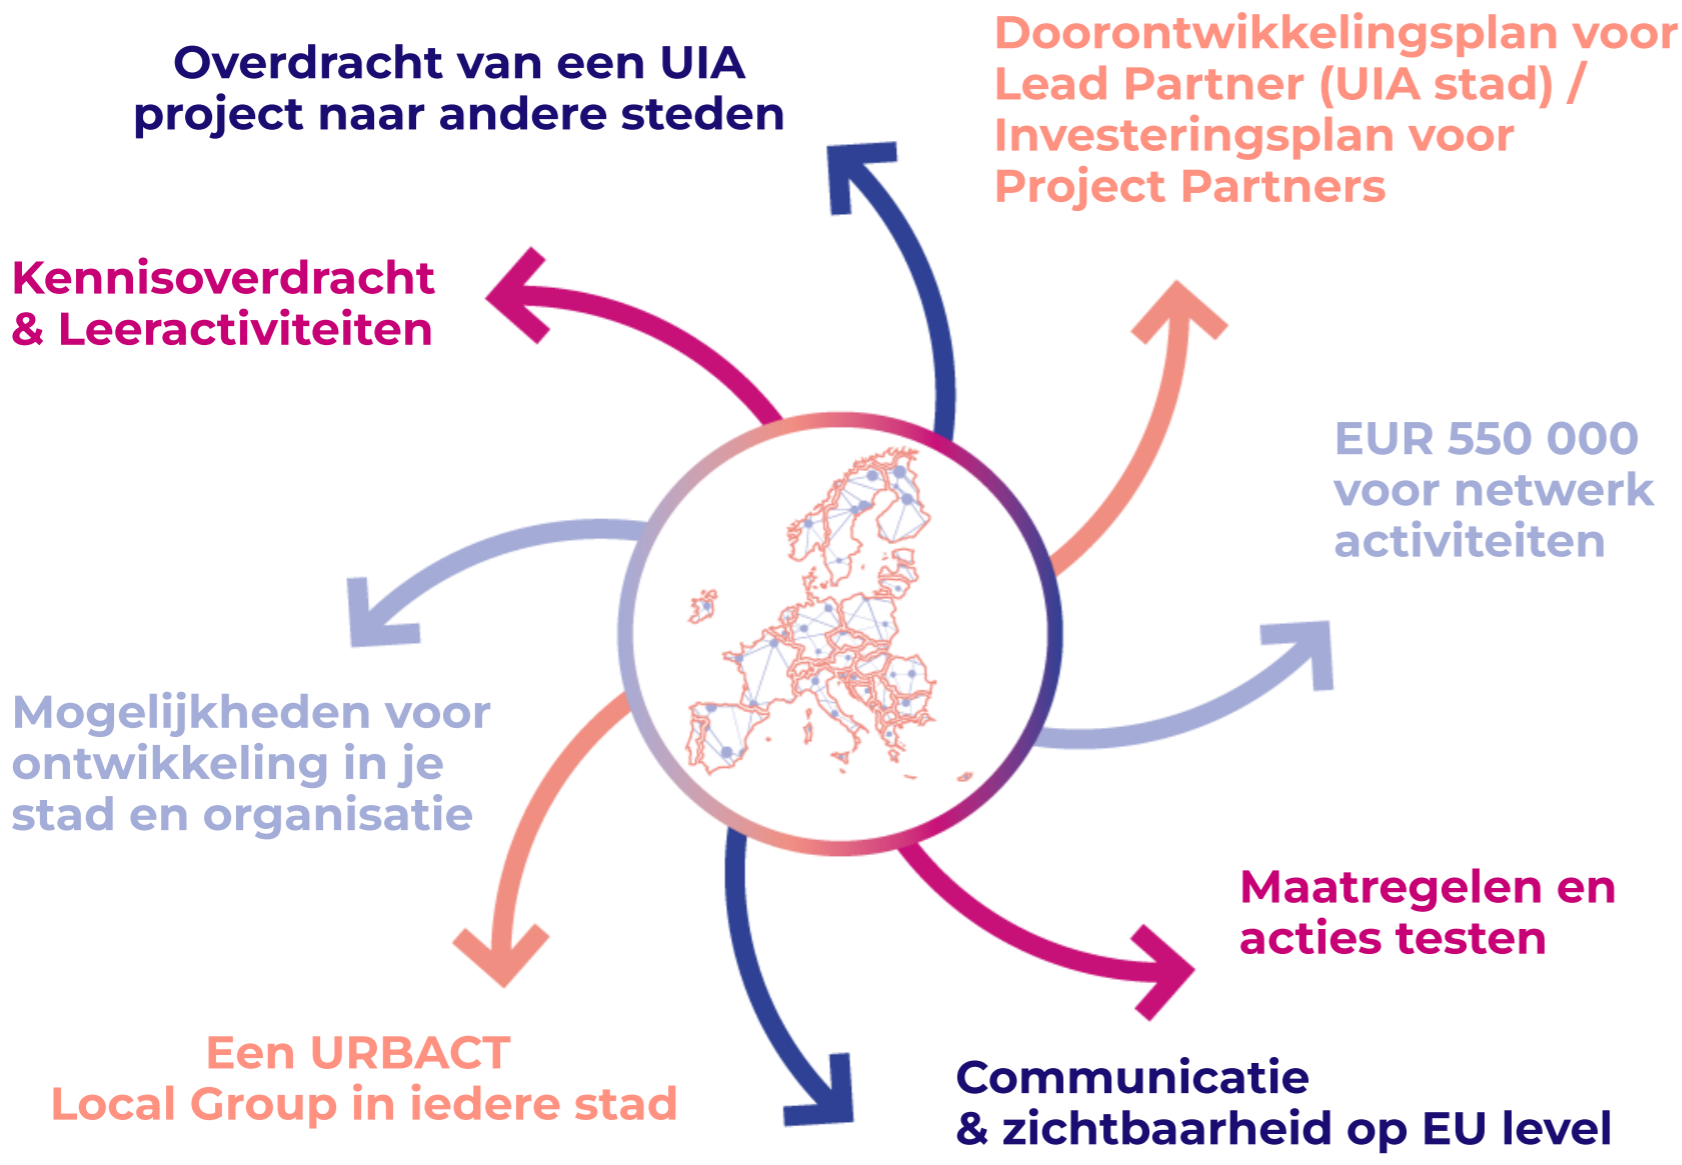 Overdracht van een UIA
project naar andere steden
Doorontwikkelingsplan voor
Lead Partner (UIA stad) /
Investeringsplan voor
Project Partners
Kennisoverdracht
& Leeractiviteiten
EUR 550 000
voor netwerk
activiteiten
Mogelijkheden voor
ontwikkeling in je
stad en organisatie
Maatregelen en
acties testen
Een URBACT
Local Group in iedere stad
Communicatie
& zichtbaarheid op EU level